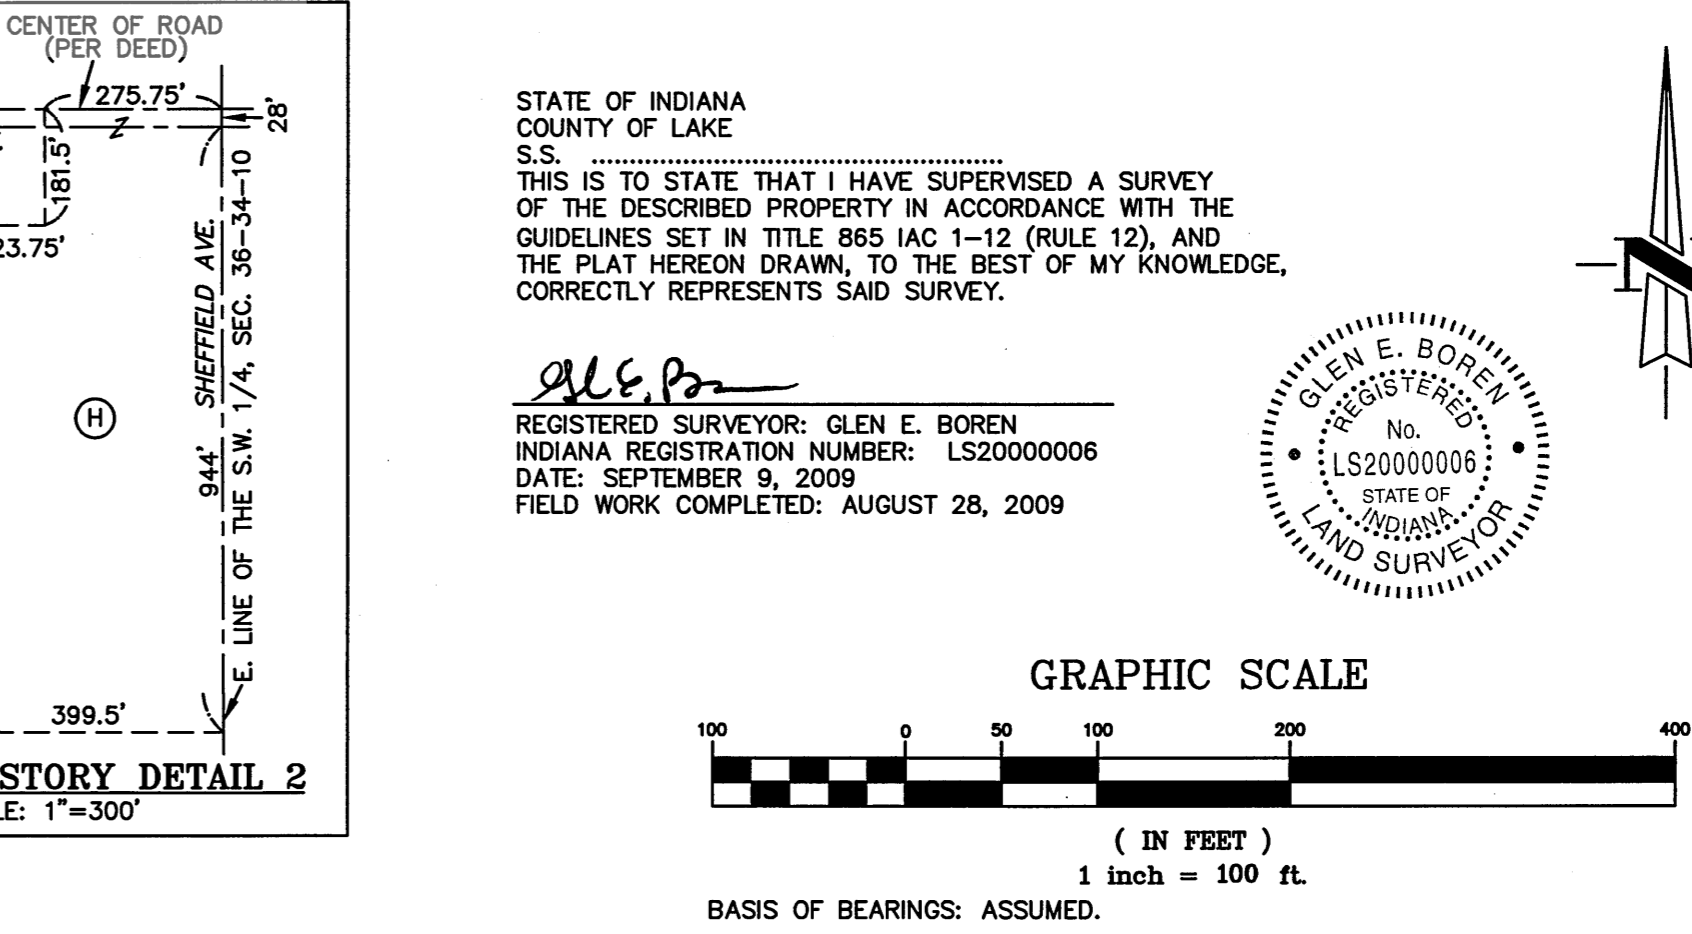 CENTER OF ROAD
(PER DEED)
275.75'
28'
181.5'
23.75'
SHEFFIELD AVE.
944'
E. LINE OF THE S.W. 1/4, SEC. 36-34-10
H
399.5'
STORY DETAIL 2
LE: 1"=300'
STATE OF INDIANA
COUNTY OF LAKE
S.S. ......................................................
THIS IS TO STATE THAT I HAVE SUPERVISED A SURVEY
OF THE DESCRIBED PROPERTY IN ACCORDANCE WITH THE
GUIDELINES SET IN TITLE 865 IAC 1-12 (RULE 12), AND
THE PLAT HEREON DRAWN, TO THE BEST OF MY KNOWLEDGE,
CORRECTLY REPRESENTS SAID SURVEY.
REGISTERED SURVEYOR: GLEN E. BOREN
INDIANA REGISTRATION NUMBER: LS20000006
DATE: SEPTEMBER 9, 2009
FIELD WORK COMPLETED: AUGUST 28, 2009
GLEN E. BOREN
REGISTERED
No.
LS20000006
STATE OF
INDIANA
LAND SURVEYOR
GRAPHIC SCALE
100 0 50 100 200 400
( IN FEET )
1 inch = 100 ft.
BASIS OF BEARINGS: ASSUMED.